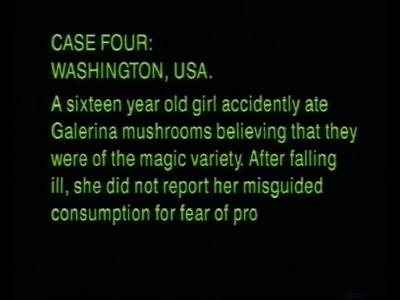 CASE FOUR:
WASHINGTON, USA.
A sixteen year old girl accidently ate
Galerina mushrooms believing that they
were of the magic variety. After falling
ill, she did not report her misguided
consumption for fear of pro